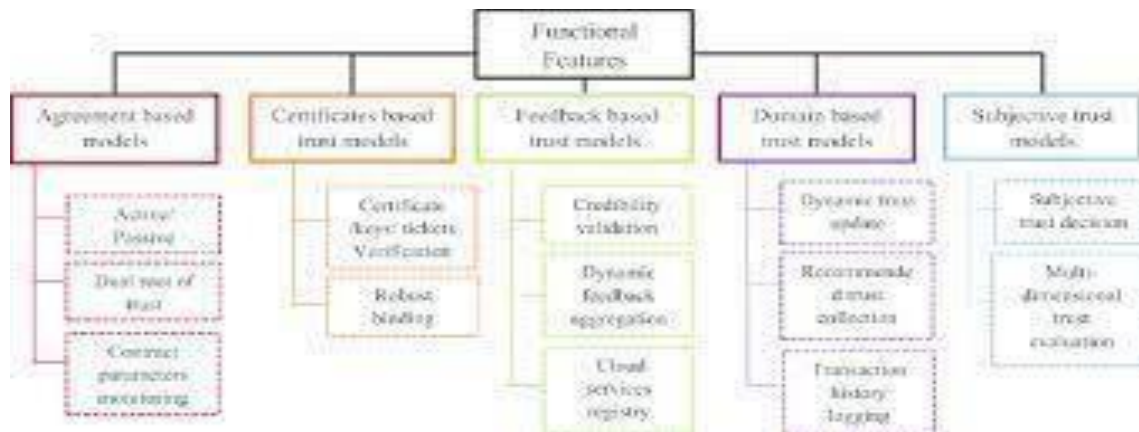 Functional
Features
Agreement based
models
Certificates based
trust models
Feedback based
trust models
Domain based
trust models
Subjective trust
models
Active/
Passive
Dual root of
trust
Contract
parameters
monitoring
Certificate
/keys/ tickets
Verification
Robust
binding
Credibility
validation
Dynamic
feedback
aggregation
Cloud
services
registry
Dynamic trust
update
Recommende
d trust
collection
Transaction
history
logging
Subjective
trust decision
Multi-
dimensional
trust
evaluation